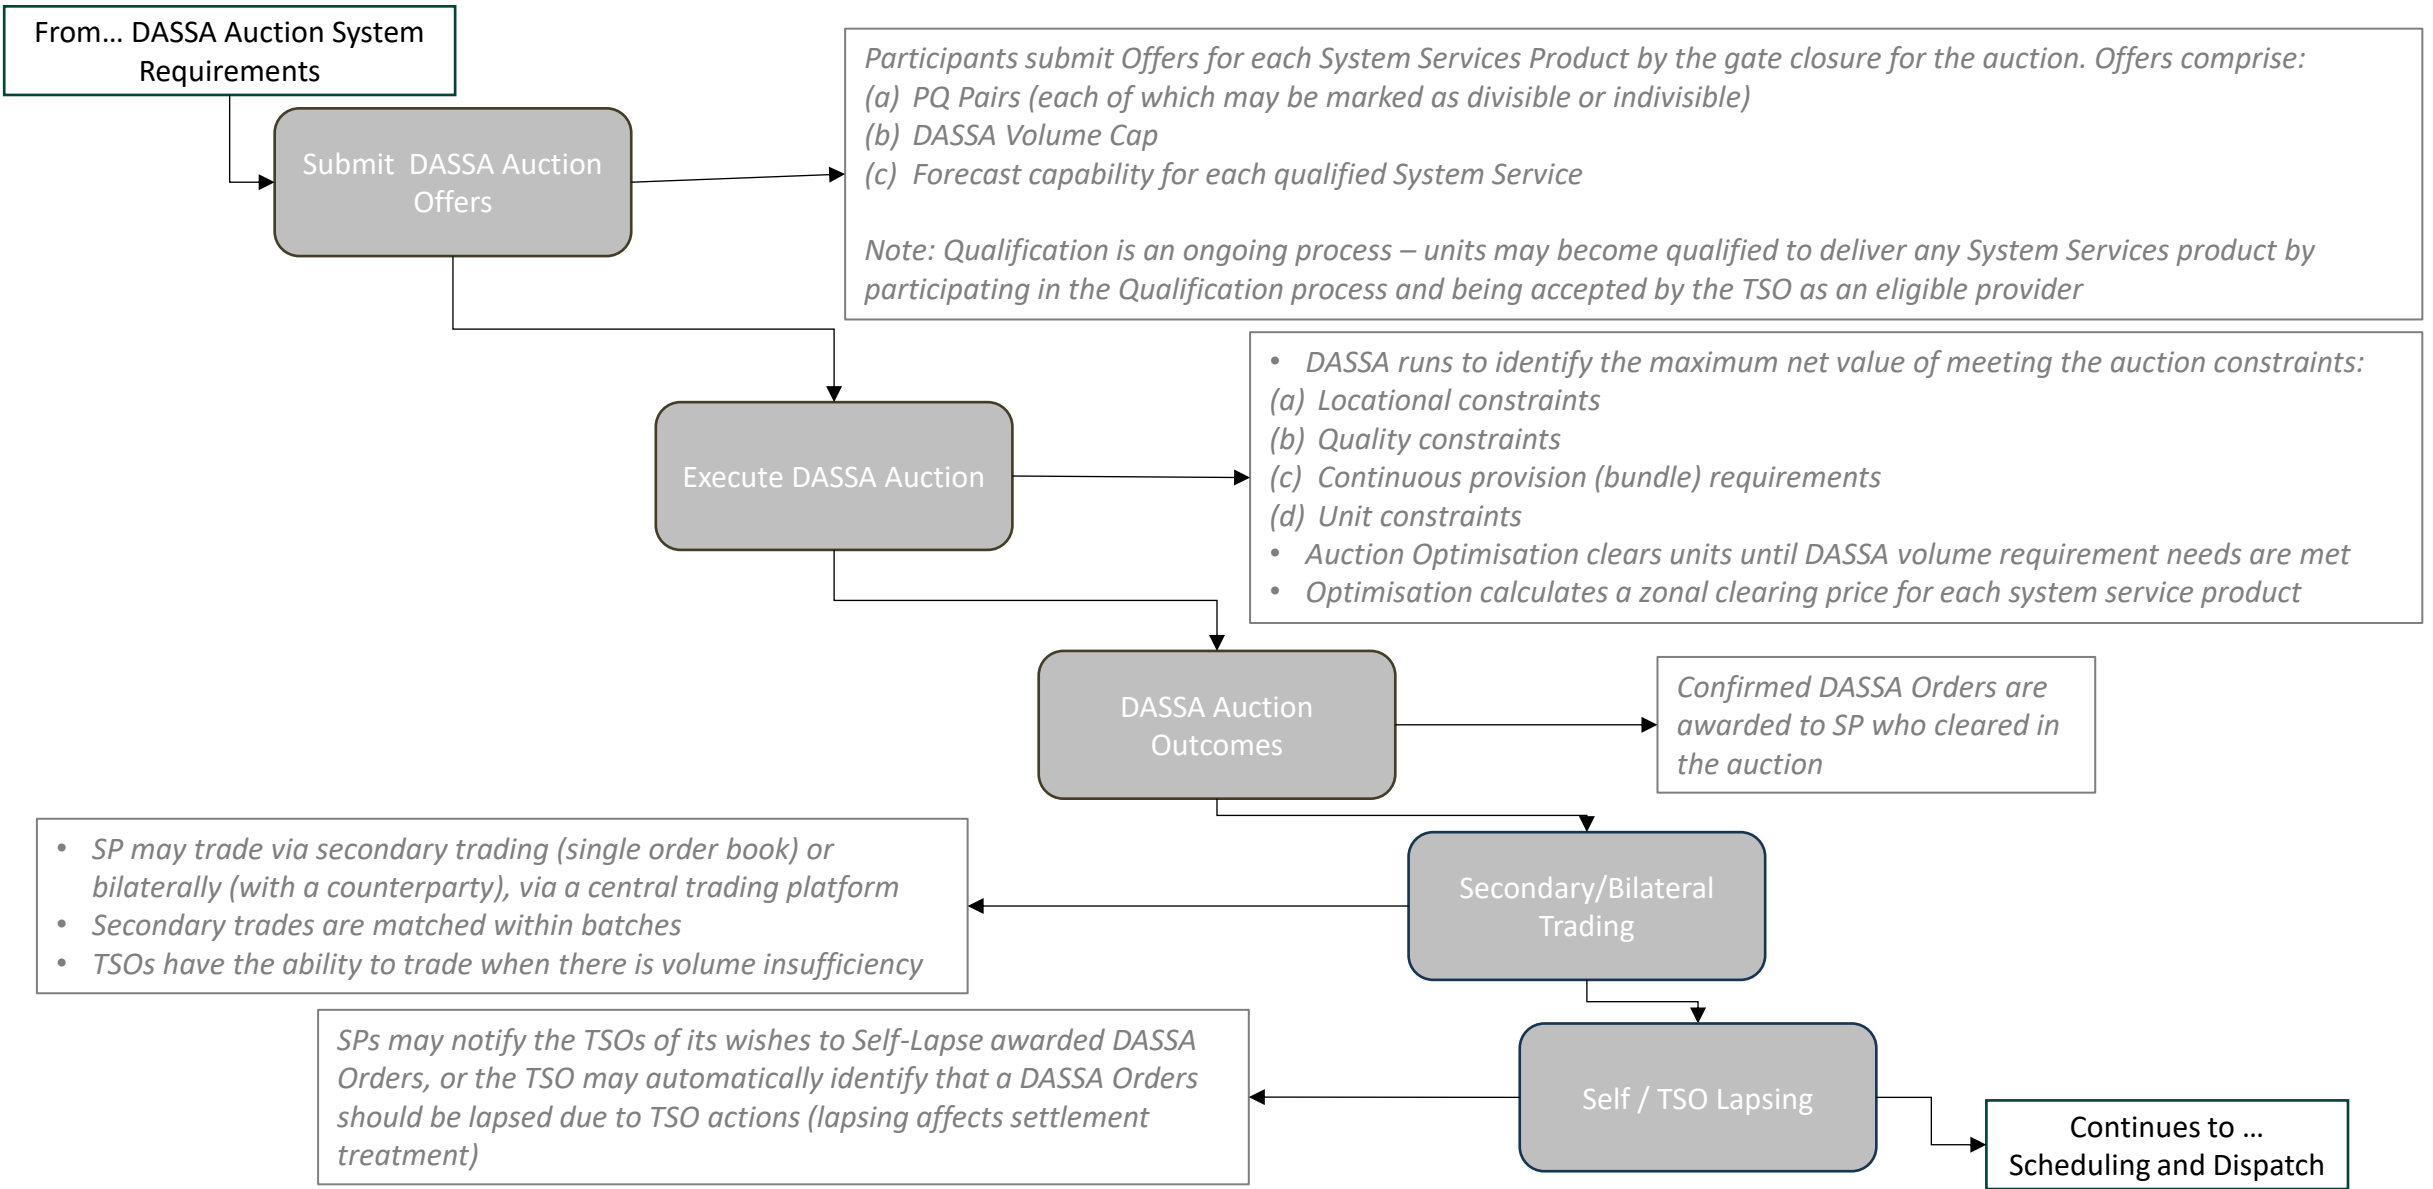 From... DASSA Auction System
Requirements
Participants submit Offers for each System Services Product by the gate closure for the auction. Offers comprise:
(a) PQ Pairs (each of which may be marked as divisible or indivisible)
(b) DASSA Volume Cap
(c) Forecast capability for each qualified System Service
Note: Qualification is an ongoing process – units may become qualified to deliver any System Services product by
participating in the Qualification process and being accepted by the TSO as an eligible provider
Submit DASSA Auction
Offers
• DASSA runs to identify the maximum net value of meeting the auction constraints:
(a) Locational constraints
(b) Quality constraints
(c) Continuous provision (bundle) requirements
(d) Unit constraints
• Auction Optimisation clears units until DASSA volume requirement needs are met
• Optimisation calculates a zonal clearing price for each system service product
Execute DASSA Auction
DASSA Auction
Outcomes
Confirmed DASSA Orders are
awarded to SP who cleared in
the auction
• SP may trade via secondary trading (single order book) or
bilaterally (with a counterparty), via a central trading platform
• Secondary trades are matched within batches
• TSOs have the ability to trade when there is volume insufficiency
Secondary/Bilateral
Trading
SPs may notify the TSOs of its wishes to Self-Lapse awarded DASSA
Orders, or the TSO may automatically identify that a DASSA Orders
should be lapsed due to TSO actions (lapsing affects settlement
treatment)
Self / TSO Lapsing
Continues to ...
Scheduling and Dispatch